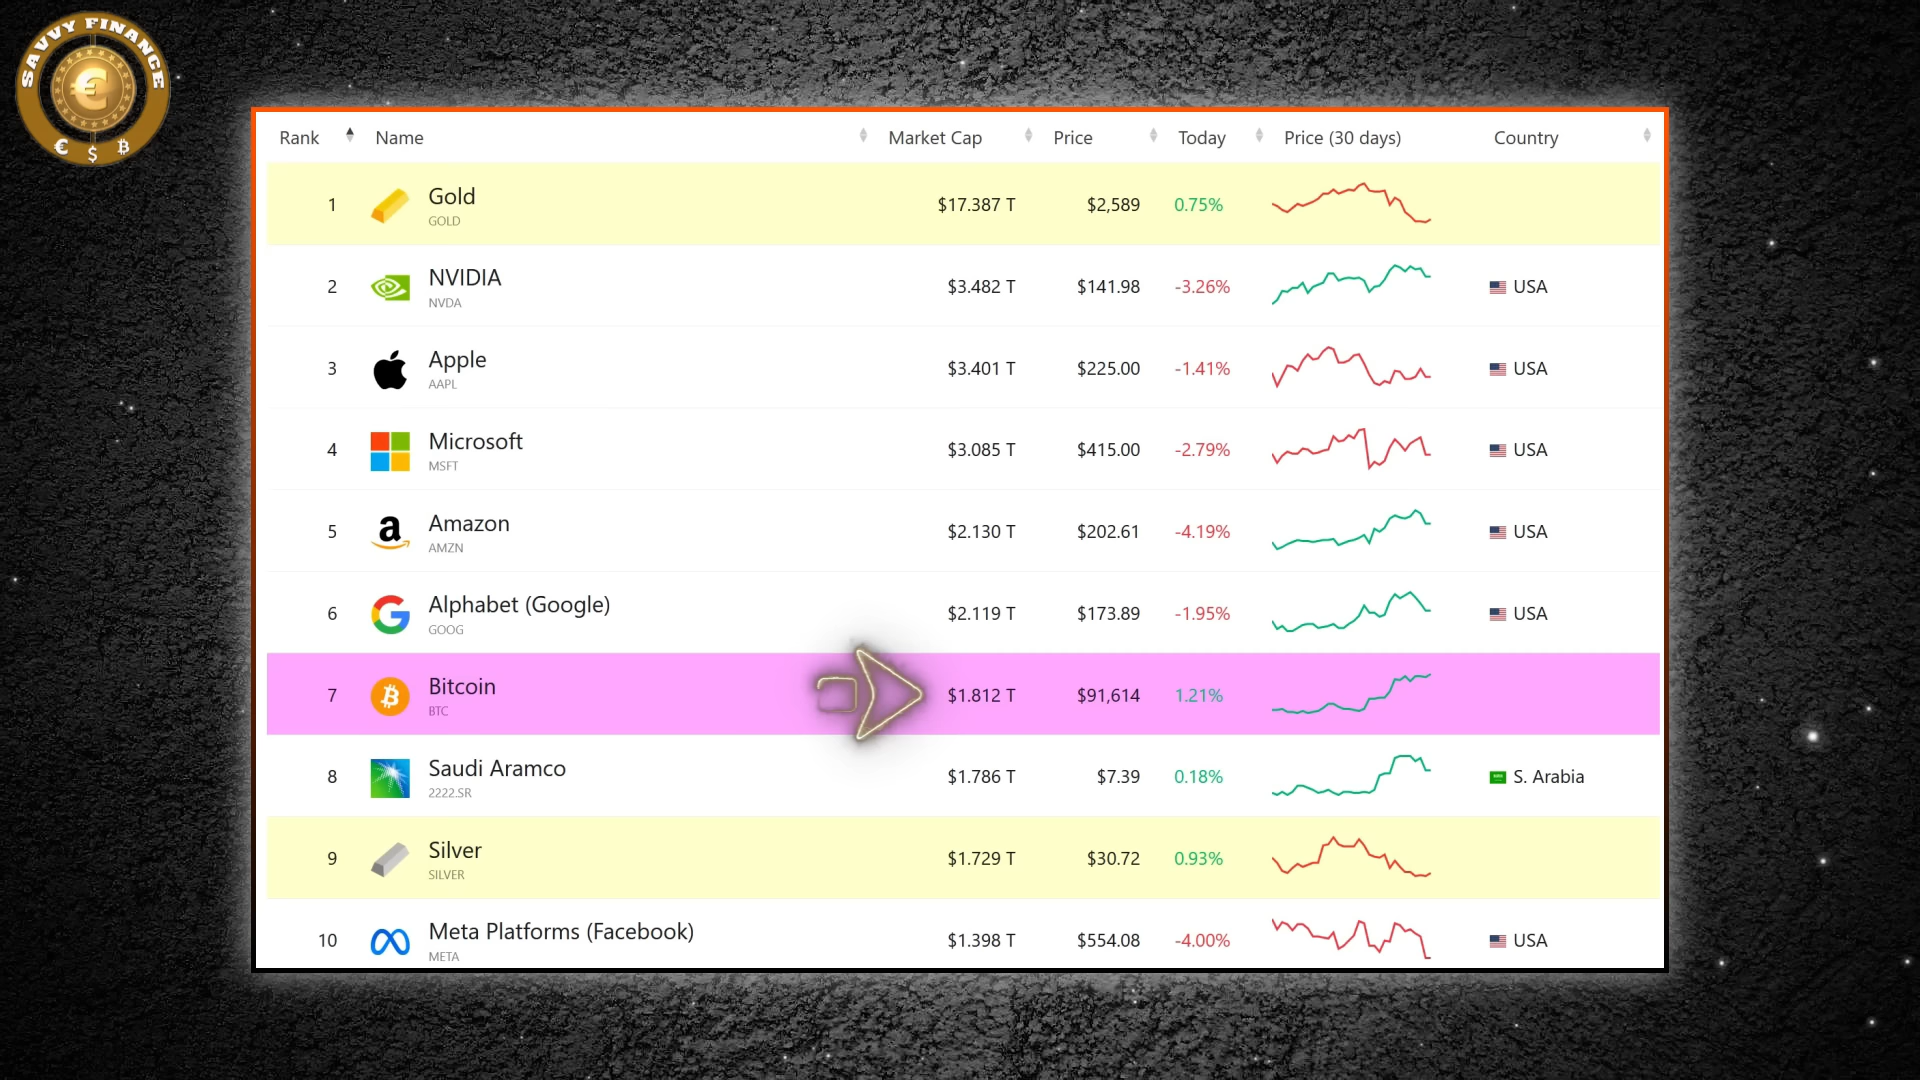 SAVVY FINANCE
€ $ ₿
Rank Name Market Cap Price Today Price (30 days) Country
1 Gold $17.387 T $2,589 0.75%
GOLD
2 NVIDIA $3.482 T $141.98 -3.26% USA
NVDA
3 Apple $3.401 T $225.00 -1.41% USA
AAPL
4 Microsoft $3.085 T $415.00 -2.79% USA
MSFT
5 Amazon $2.130 T $202.61 -4.19% USA
AMZN
6 Alphabet (Google) $2.119 T $173.89 -1.95% USA
GOOG
7 Bitcoin $1.812 T $91,614 1.21%
BTC
8 Saudi Aramco $1.786 T $7.39 0.18% S. Arabia
2222.SR
9 Silver $1.729 T $30.72 0.93%
SILVER
10 Meta Platforms (Facebook) $1.398 T $554.08 -4.00% USA
META